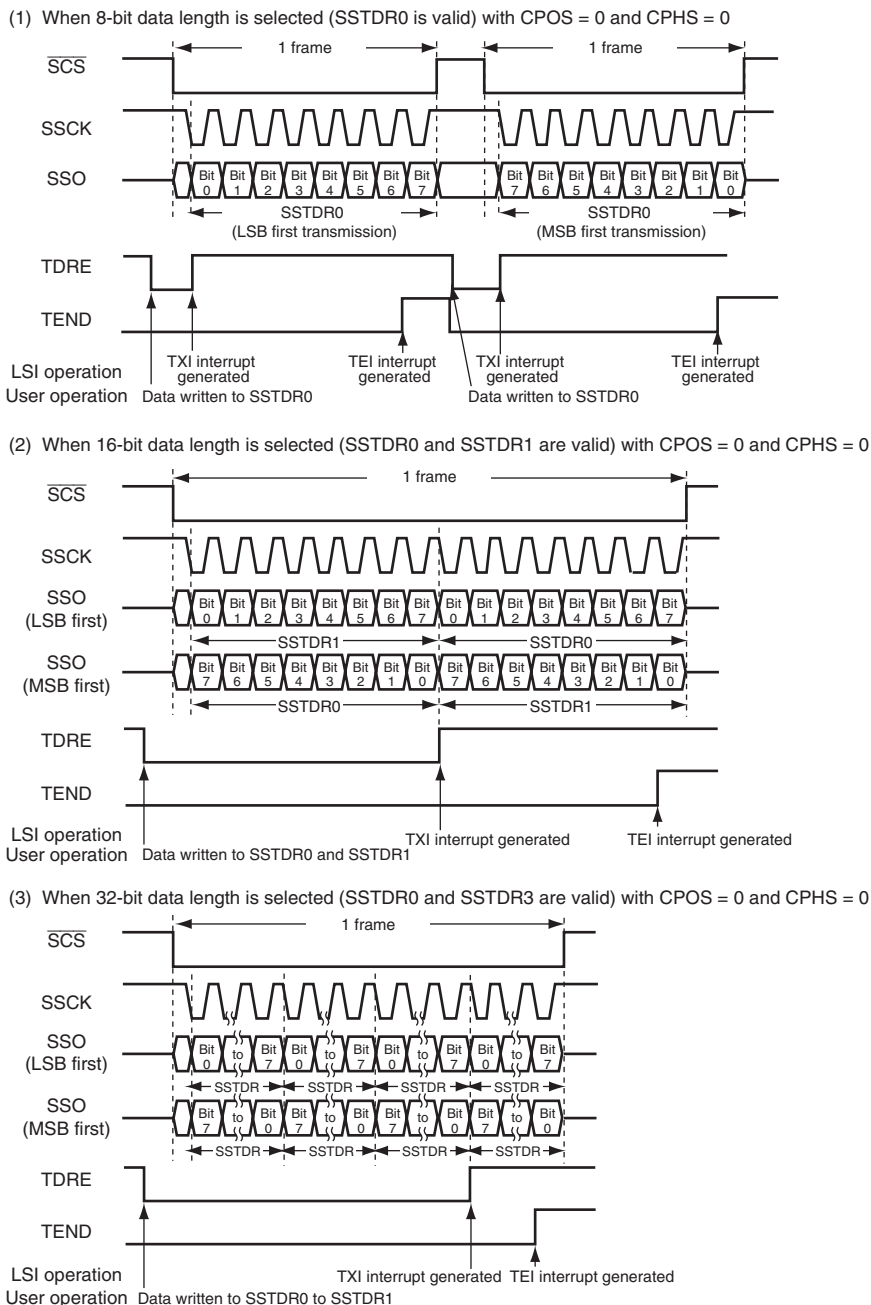 (1) When 8-bit data length is selected (SSTDR0 is valid) with CPOS = 0 and CPHS = 0
1 frame 1 frame
SCS
SSCK
SSO Bit 0 Bit 1 Bit 2 Bit 3 Bit 4 Bit 5 Bit 6 Bit 7 Bit 7 Bit 6 Bit 5 Bit 4 Bit 3 Bit 2 Bit 1 Bit 0
SSTDR0 SSTDR0
(LSB first transmission) (MSB first transmission)
TDRE
TEND
LSI operation TXI interrupt generated TEI interrupt generated TXI interrupt generated TEI interrupt generated
User operation Data written to SSTDR0 Data written to SSTDR0
(2) When 16-bit data length is selected (SSTDR0 and SSTDR1 are valid) with CPOS = 0 and CPHS = 0
1 frame
SCS
SSCK
SSO (LSB first) Bit 0 Bit 1 Bit 2 Bit 3 Bit 4 Bit 5 Bit 6 Bit 7 Bit 0 Bit 1 Bit 2 Bit 3 Bit 4 Bit 5 Bit 6 Bit 7
SSTDR1 SSTDR0
SSO (MSB first) Bit 7 Bit 6 Bit 5 Bit 4 Bit 3 Bit 2 Bit 1 Bit 0 Bit 7 Bit 6 Bit 5 Bit 4 Bit 3 Bit 2 Bit 1 Bit 0
SSTDR0 SSTDR1
TDRE
TEND
LSI operation TXI interrupt generated TEI interrupt generated
User operation Data written to SSTDR0 and SSTDR1
(3) When 32-bit data length is selected (SSTDR0 and SSTDR3 are valid) with CPOS = 0 and CPHS = 0
1 frame
SCS
SSCK
SSO (LSB first) Bit 0 to Bit 7 Bit 0 to Bit 7 Bit 0 to Bit 7 Bit 0 to Bit 7
SSTDR SSTDR SSTDR SSTDR
SSO (MSB first) Bit 7 to Bit 0 Bit 7 to Bit 0 Bit 7 to Bit 0 Bit 7 to Bit 0
SSTDR SSTDR SSTDR SSTDR
TDRE
TEND
LSI operation TXI interrupt generated TEI interrupt generated
User operation Data written to SSTDR0 to SSTDR1